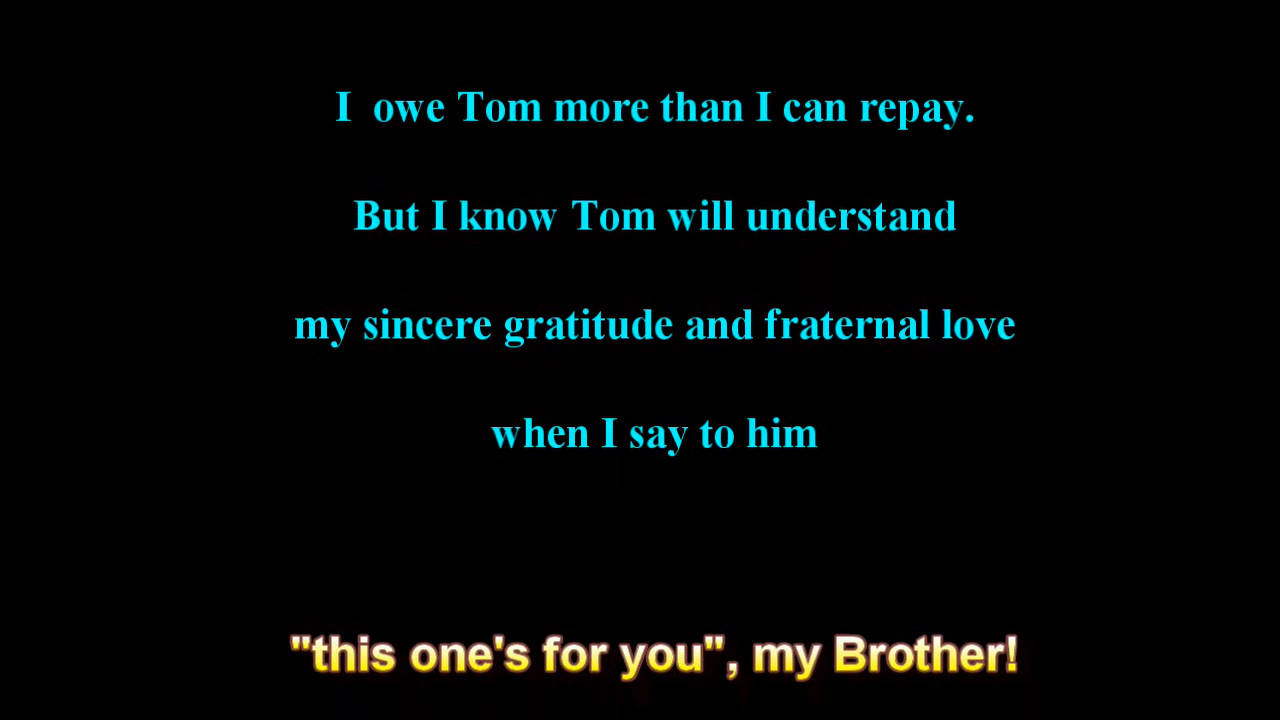 I  owe Tom more than I can repay.
But I know Tom will understand
my sincere gratitude and fraternal love
when I say to him
"this one's for you", my Brother!